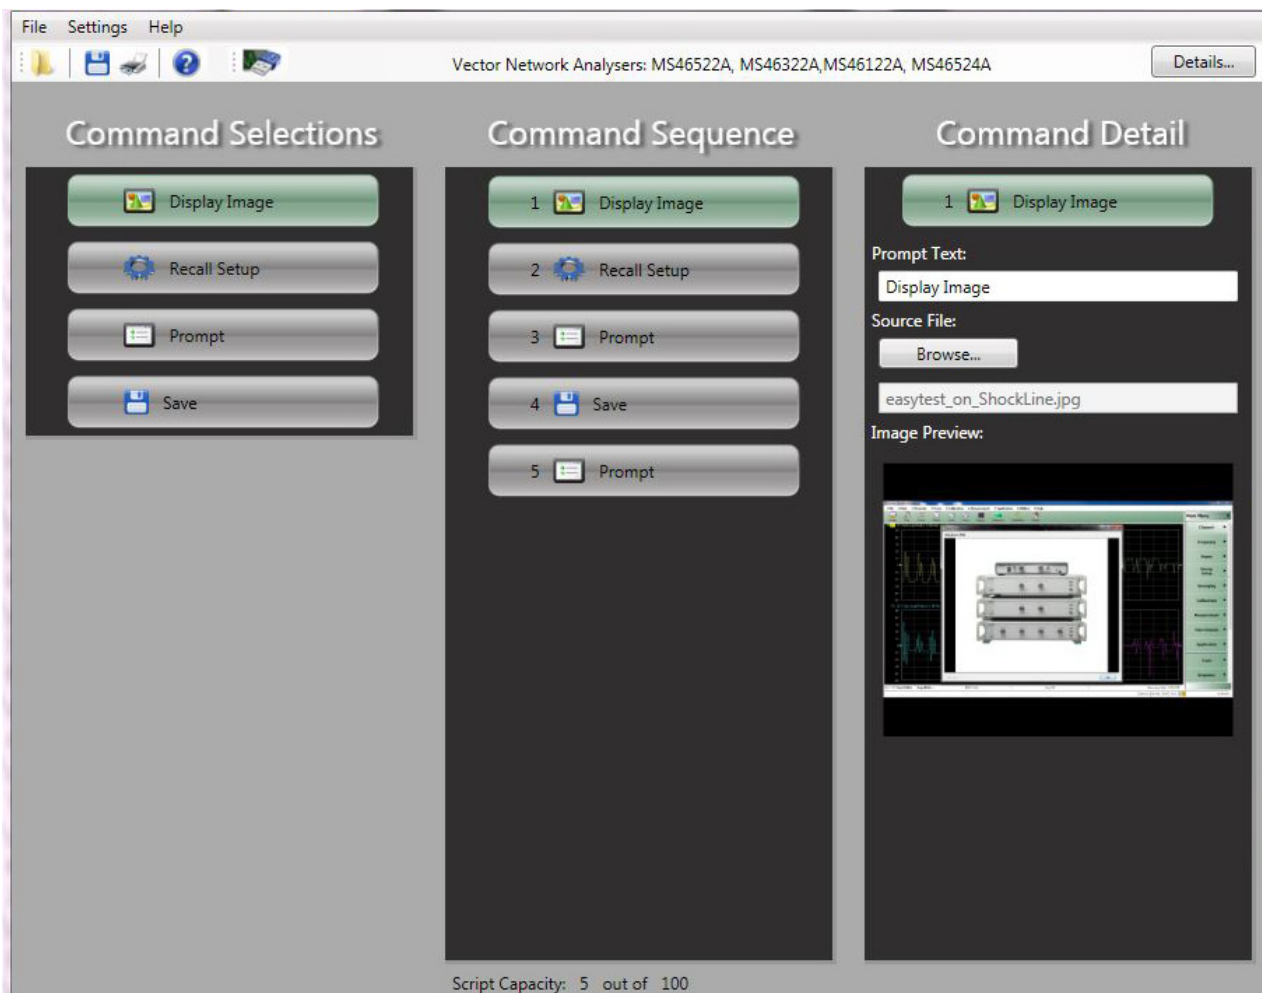 File Settings Help
Vector Network Analysers: MS46522A, MS46322A,MS46122A, MS46524A
Details...
Command Selections
Display Image
Recall Setup
Prompt
Save
Command Sequence
1 Display Image
2 Recall Setup
3 Prompt
4 Save
5 Prompt
Script Capacity: 5 out of 100
Command Detail
1 Display Image
Prompt Text:
Display Image
Source File:
Browse...
easytest_on_ShockLine.jpg
Image Preview: